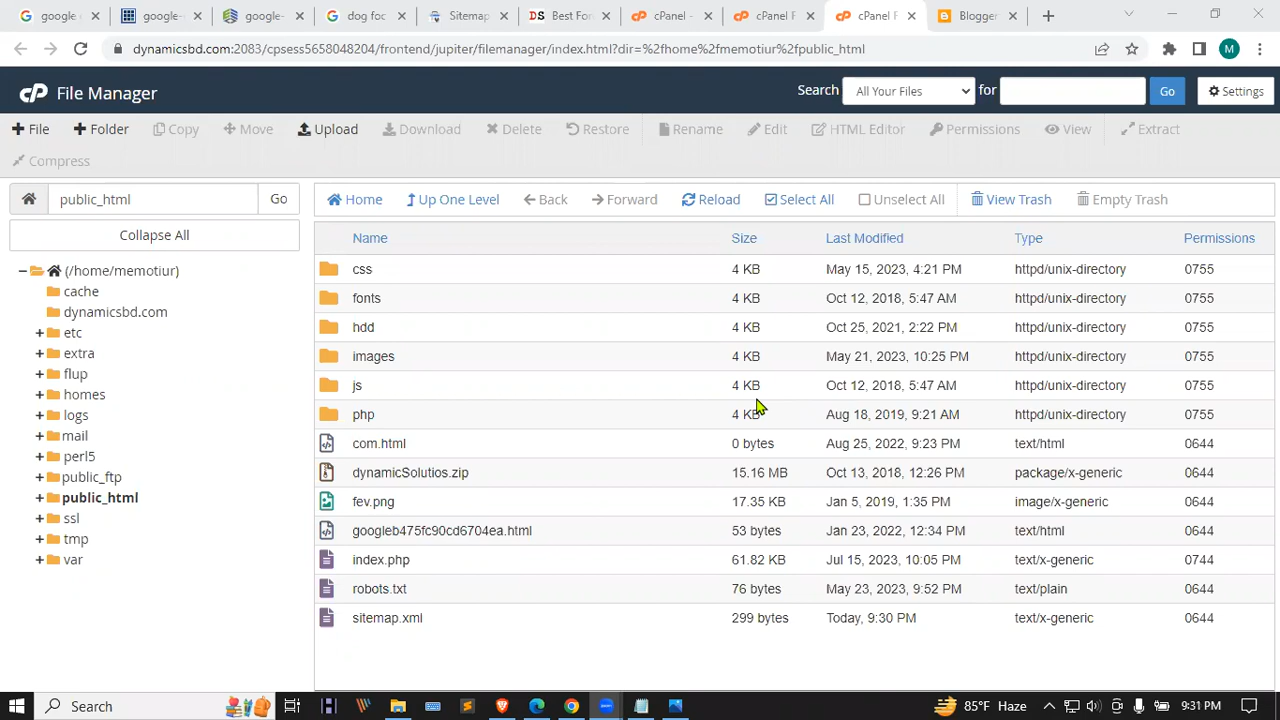 google c
google-
google-
dog foc
Sitemap
DS Best For
cPanel -
cPanel F
cPanel F
Blogger
dynamicsbd.com:2083/cpsess5658048204/frontend/jupiter/filemanager/index.html?dir=%2fhome%2fmemotiur%2fpublic_html
M
cP File Manager
Search All Your Files for Go Settings
File Folder Copy Move Upload Download Delete Restore Rename Edit HTML Editor Permissions View Extract
Compress
public_html Go
Home Up One Level Back Forward Reload Select All Unselect All View Trash Empty Trash
Collapse All
(/home/memotiur)
cache
dynamicsbd.com
etc
extra
flup
homes
logs
mail
perl5
public_ftp
public_html
ssl
tmp
var
Name Size Last Modified Type Permissions
css 4 KB May 15, 2023, 4:21 PM httpd/unix-directory 0755
fonts 4 KB Oct 12, 2018, 5:47 AM httpd/unix-directory 0755
hdd 4 KB Oct 25, 2021, 2:22 PM httpd/unix-directory 0755
images 4 KB May 21, 2023, 10:25 PM httpd/unix-directory 0755
js 4 KB Oct 12, 2018, 5:47 AM httpd/unix-directory 0755
php 4 KB Aug 18, 2019, 9:21 AM httpd/unix-directory 0755
com.html 0 bytes Aug 25, 2022, 9:23 PM text/html 0644
dynamicSolutios.zip 15.16 MB Oct 13, 2018, 12:26 PM package/x-generic 0644
fev.png 17.35 KB Jan 5, 2019, 1:35 PM image/x-generic 0644
googleb475fc90cd6704ea.html 53 bytes Jan 23, 2022, 12:34 PM text/html 0644
index.php 61.82 KB Jul 15, 2023, 10:05 PM text/x-generic 0744
robots.txt 76 bytes May 23, 2023, 9:52 PM text/plain 0644
sitemap.xml 299 bytes Today, 9:30 PM text/x-generic 0644
Search
85°F Haze
9:31 PM